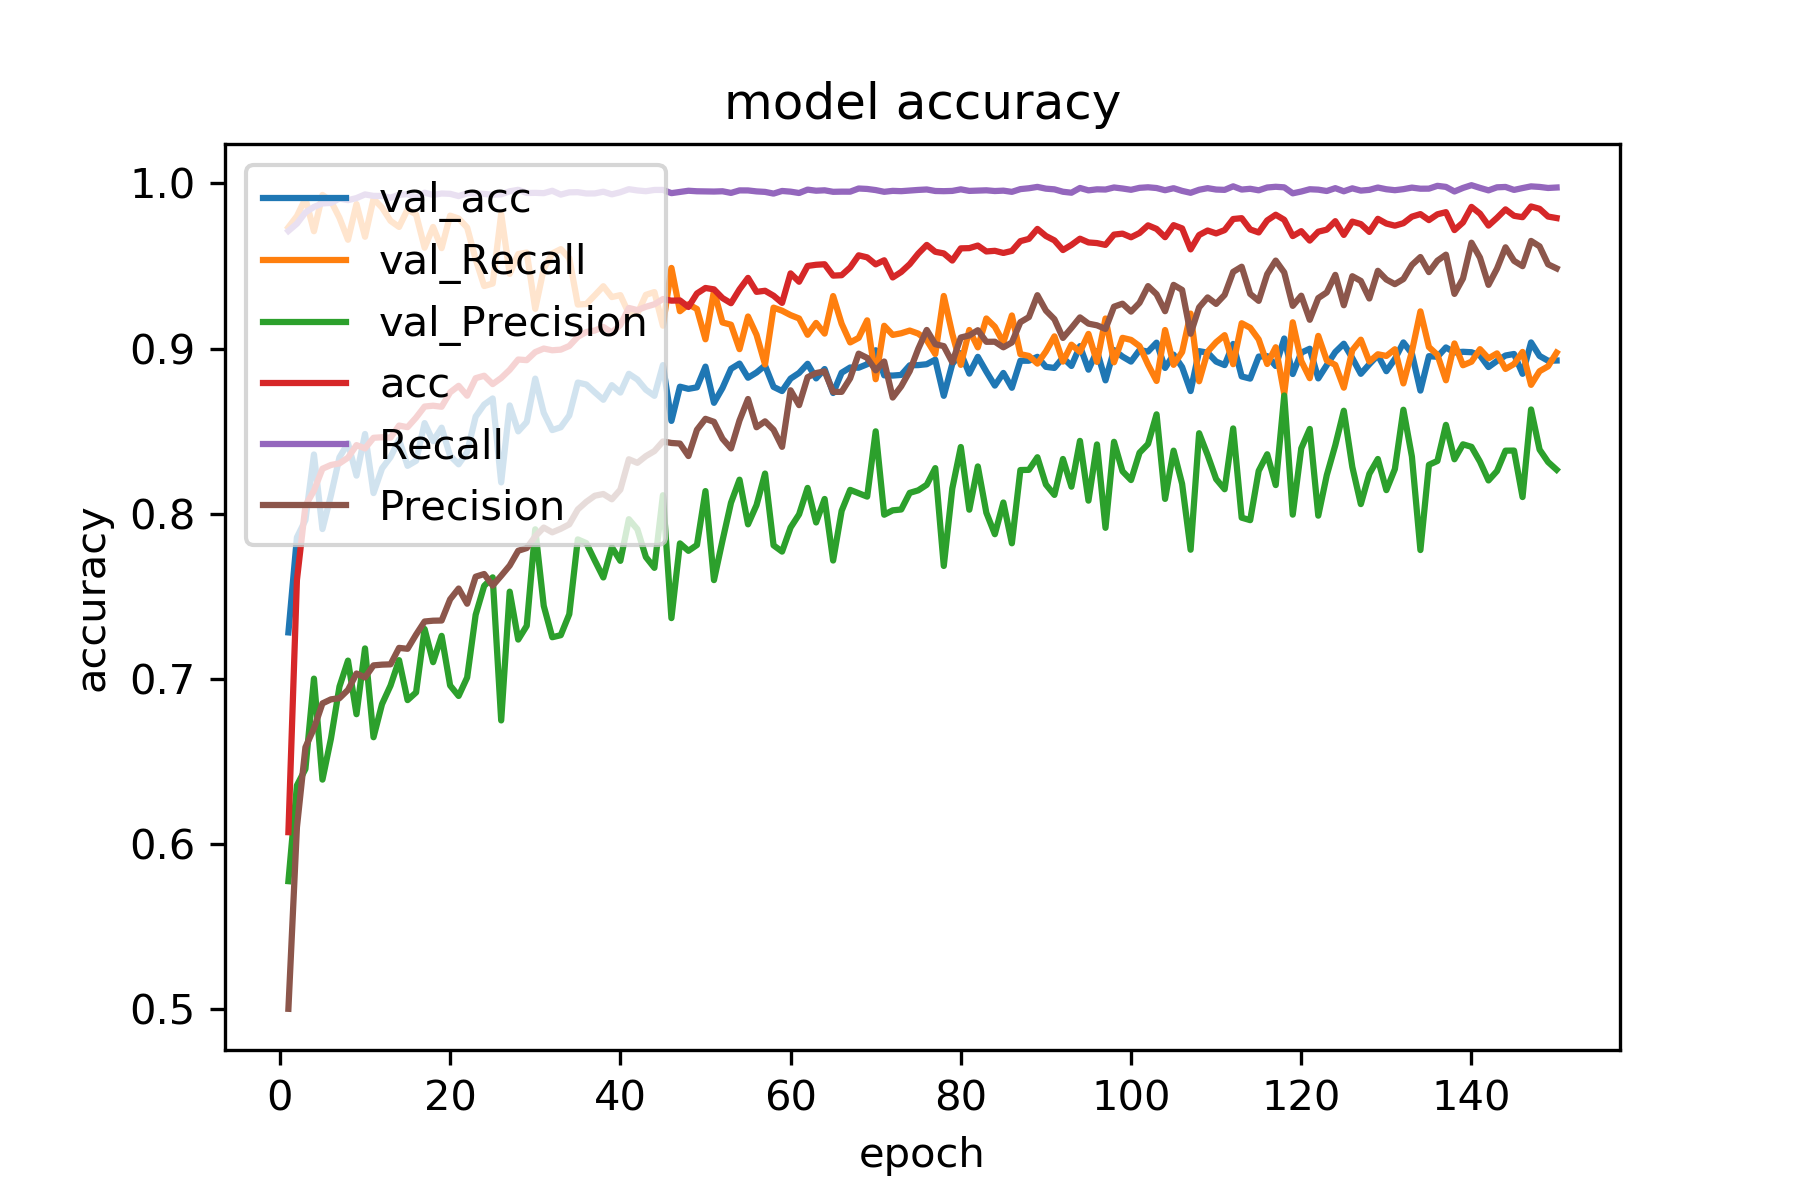 model accuracy
accuracy
1.0
0.9
0.8
0.7
0.6
0.5
val_acc
val_Recall
val_Precision
acc
Recall
Precision
0 20 40 60 80 100 120 140
epoch